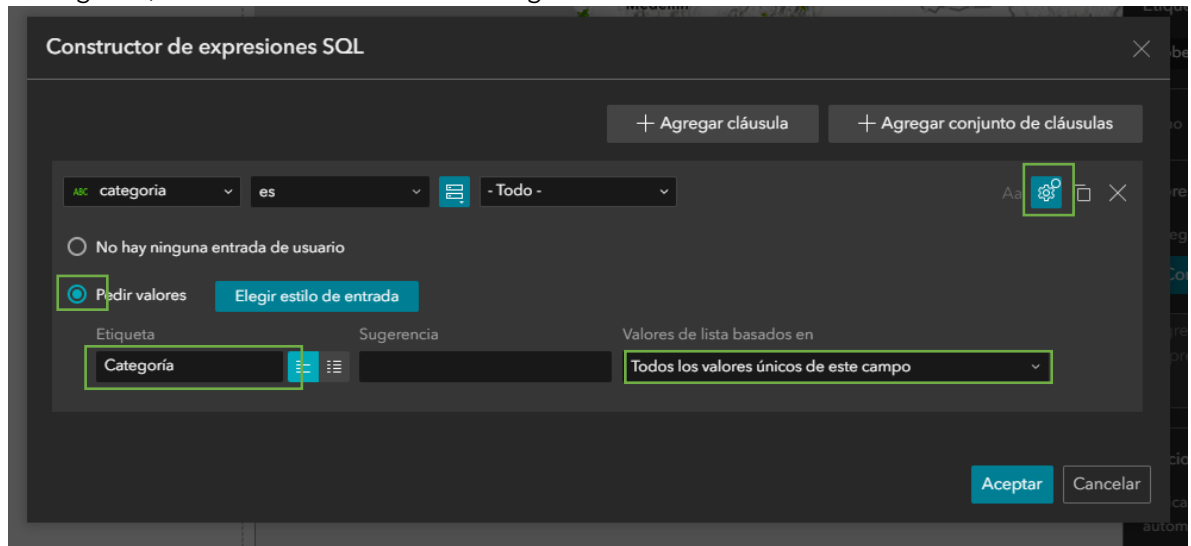 Medellín
Constructor de expresiones SQL
+ Agregar cláusula
+ Agregar conjunto de cláusulas
ABC categoria
es
- Todo -
Aa
No hay ninguna entrada de usuario
Pedir valores
Elegir estilo de entrada
Etiqueta
Sugerencia
Valores de lista basados en
Categoría
Todos los valores únicos de este campo
Aceptar
Cancelar